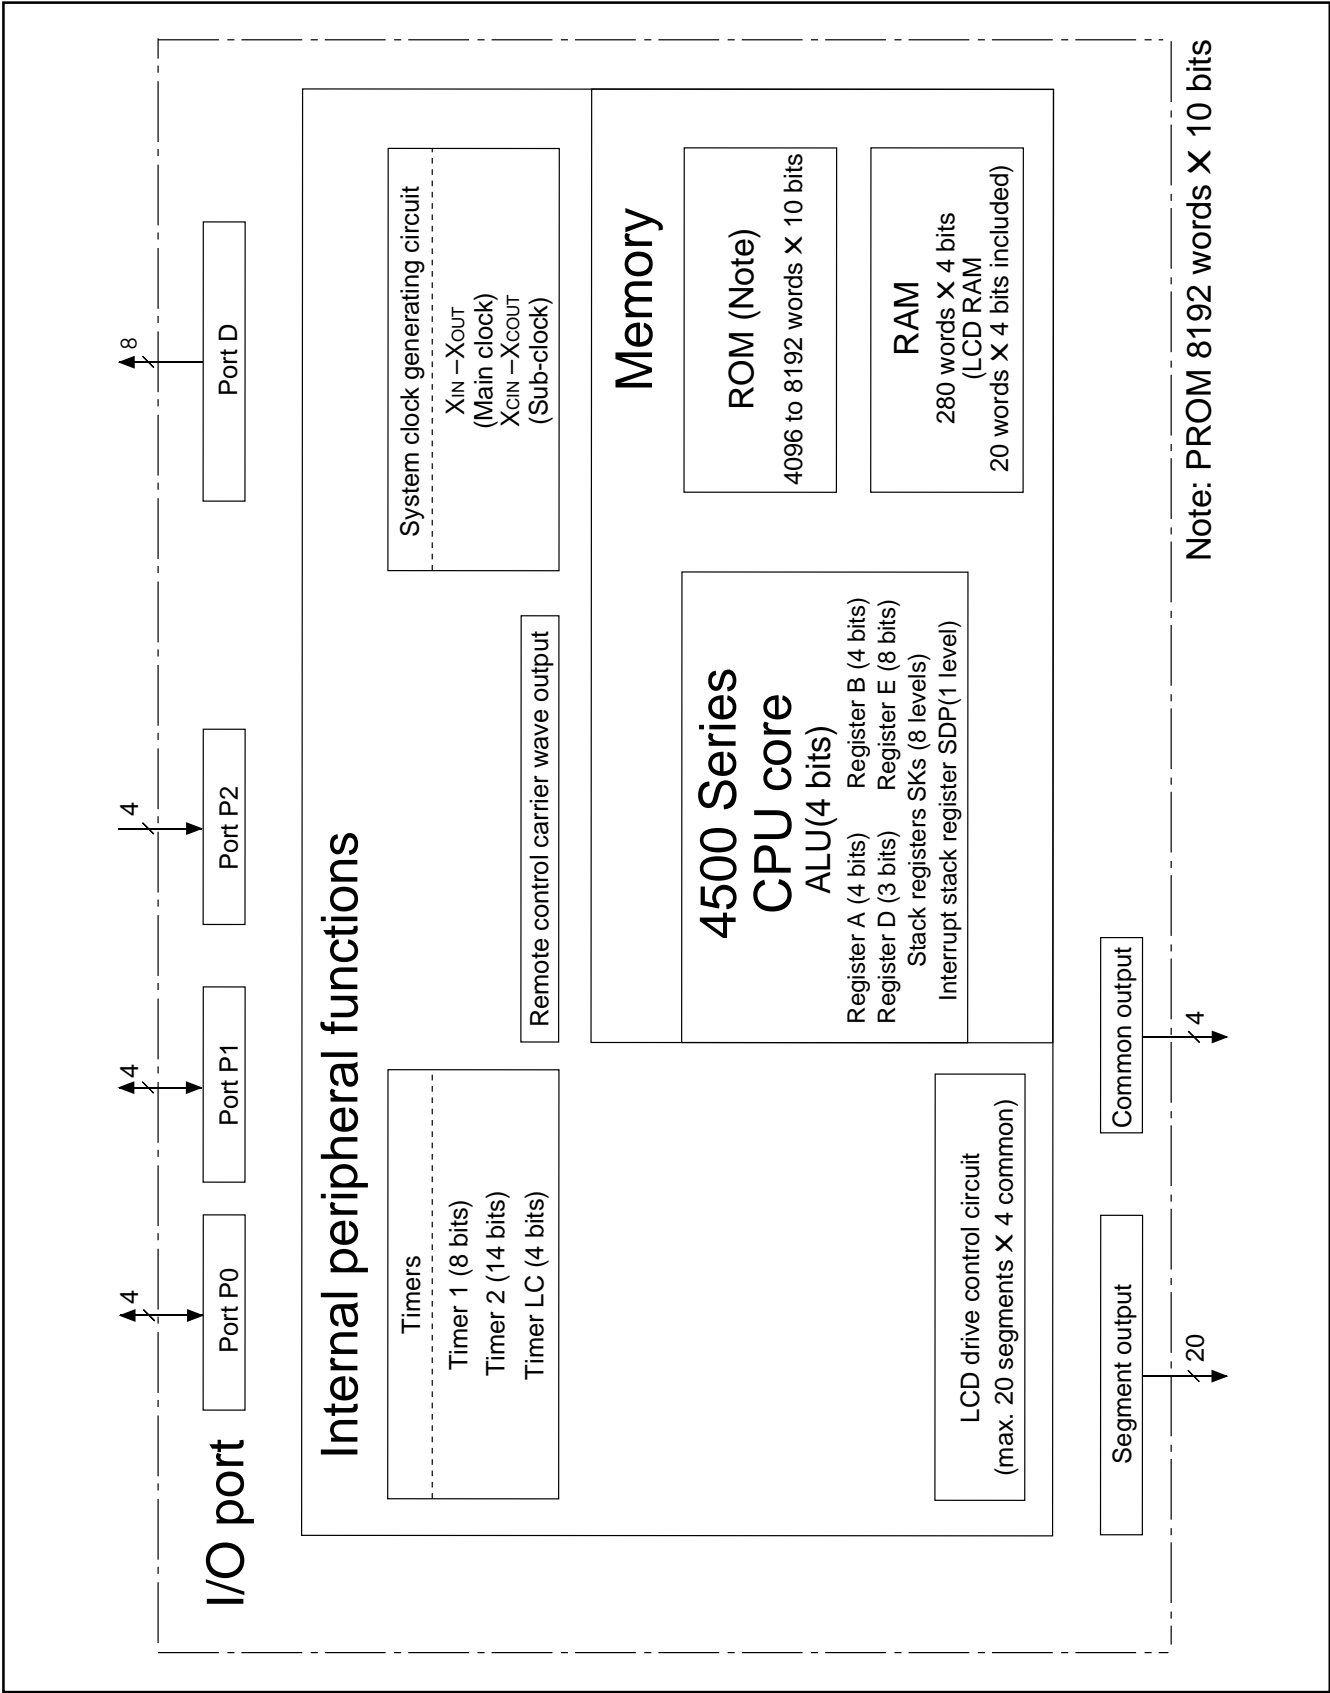 I/O port
4
4
4
8
Port P0
Port P1
Port P2
Port D
Internal peripheral functions
Timers
Timer 1 (8 bits)
Timer 2 (14 bits)
Timer LC (4 bits)
Remote control carrier wave output
System clock generating circuit
XIN –XOUT
(Main clock)
XCIN –XCOUT
(Sub-clock)
Memory
4500 Series
CPU core
ALU(4 bits)
Register A (4 bits) Register B (4 bits)
Register D (3 bits) Register E (8 bits)
Stack registers SKs (8 levels)
Interrupt stack register SDP(1 level)
ROM (Note)
4096 to 8192 words ✕ 10 bits
RAM
280 words ✕ 4 bits
(LCD RAM
20 words ✕ 4 bits included)
LCD drive control circuit
(max. 20 segments ✕ 4 common)
Segment output
Common output
20
4
Note: PROM 8192 words ✕ 10 bits